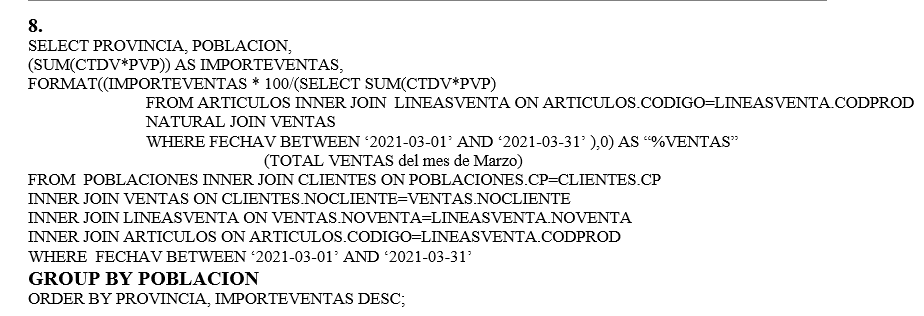 8.
SELECT PROVINCIA, POBLACION,
(SUM(CTDV*PVP)) AS IMPORTEVENTAS,
FORMAT((IMPORTEVENTAS * 100/(SELECT SUM(CTDV*PVP)
FROM ARTICULOS INNER JOIN  LINEASVENTA ON ARTICULOS.CODIGO=LINEASVENTA.CODPROD
NATURAL JOIN VENTAS
WHERE FECHAV BETWEEN ‘2021-03-01’ AND ‘2021-03-31’ ),0) AS “%VENTAS”
(TOTAL VENTAS del mes de Marzo)
FROM  POBLACIONES INNER JOIN CLIENTES ON POBLACIONES.CP=CLIENTES.CP
INNER JOIN VENTAS ON CLIENTES.NOCLIENTE=VENTAS.NOCLIENTE
INNER JOIN LINEASVENTA ON VENTAS.NOVENTA=LINEASVENTA.NOVENTA
INNER JOIN ARTICULOS ON ARTICULOS.CODIGO=LINEASVENTA.CODPROD
WHERE  FECHAV BETWEEN ‘2021-03-01’ AND ‘2021-03-31’
GROUP BY POBLACION
ORDER BY PROVINCIA, IMPORTEVENTAS DESC;